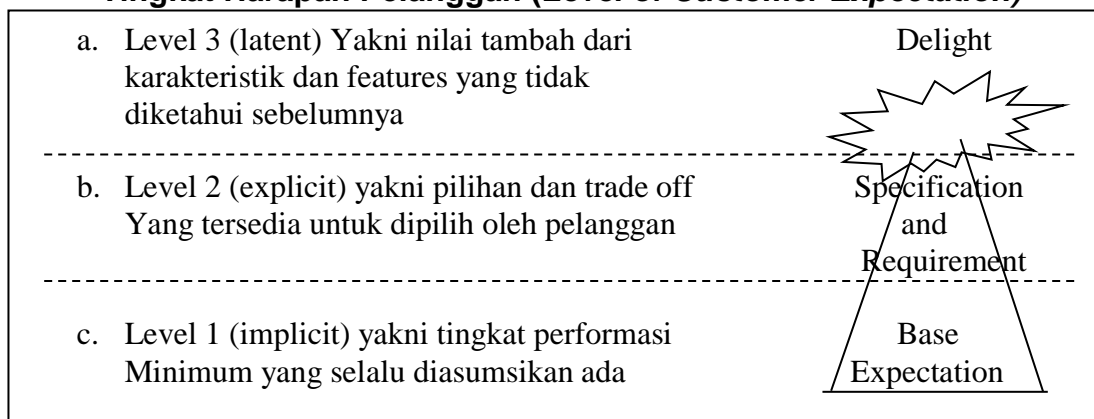 Tingkat Harapan Pelanggan (Level of Customer Expectation)
a. Level 3 (latent) Yakni nilai tambah dari
karakteristik dan features yang tidak
diketahui sebelumnya
Delight
b. Level 2 (explicit) yakni pilihan dan trade off
Yang tersedia untuk dipilih oleh pelanggan
Specification
and
Requirement
c. Level 1 (implicit) yakni tingkat performasi
Minimum yang selalu diasumsikan ada
Base
Expectation